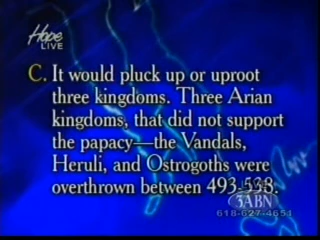 Hope
LIVE
C. It would pluck up or uproot
three kingdoms. Three Arian
kingdoms, that did not support
the papacy—the Vandals,
Heruli, and Ostrogoths were
overthrown between 493-538.
3ABN
618-627-4651